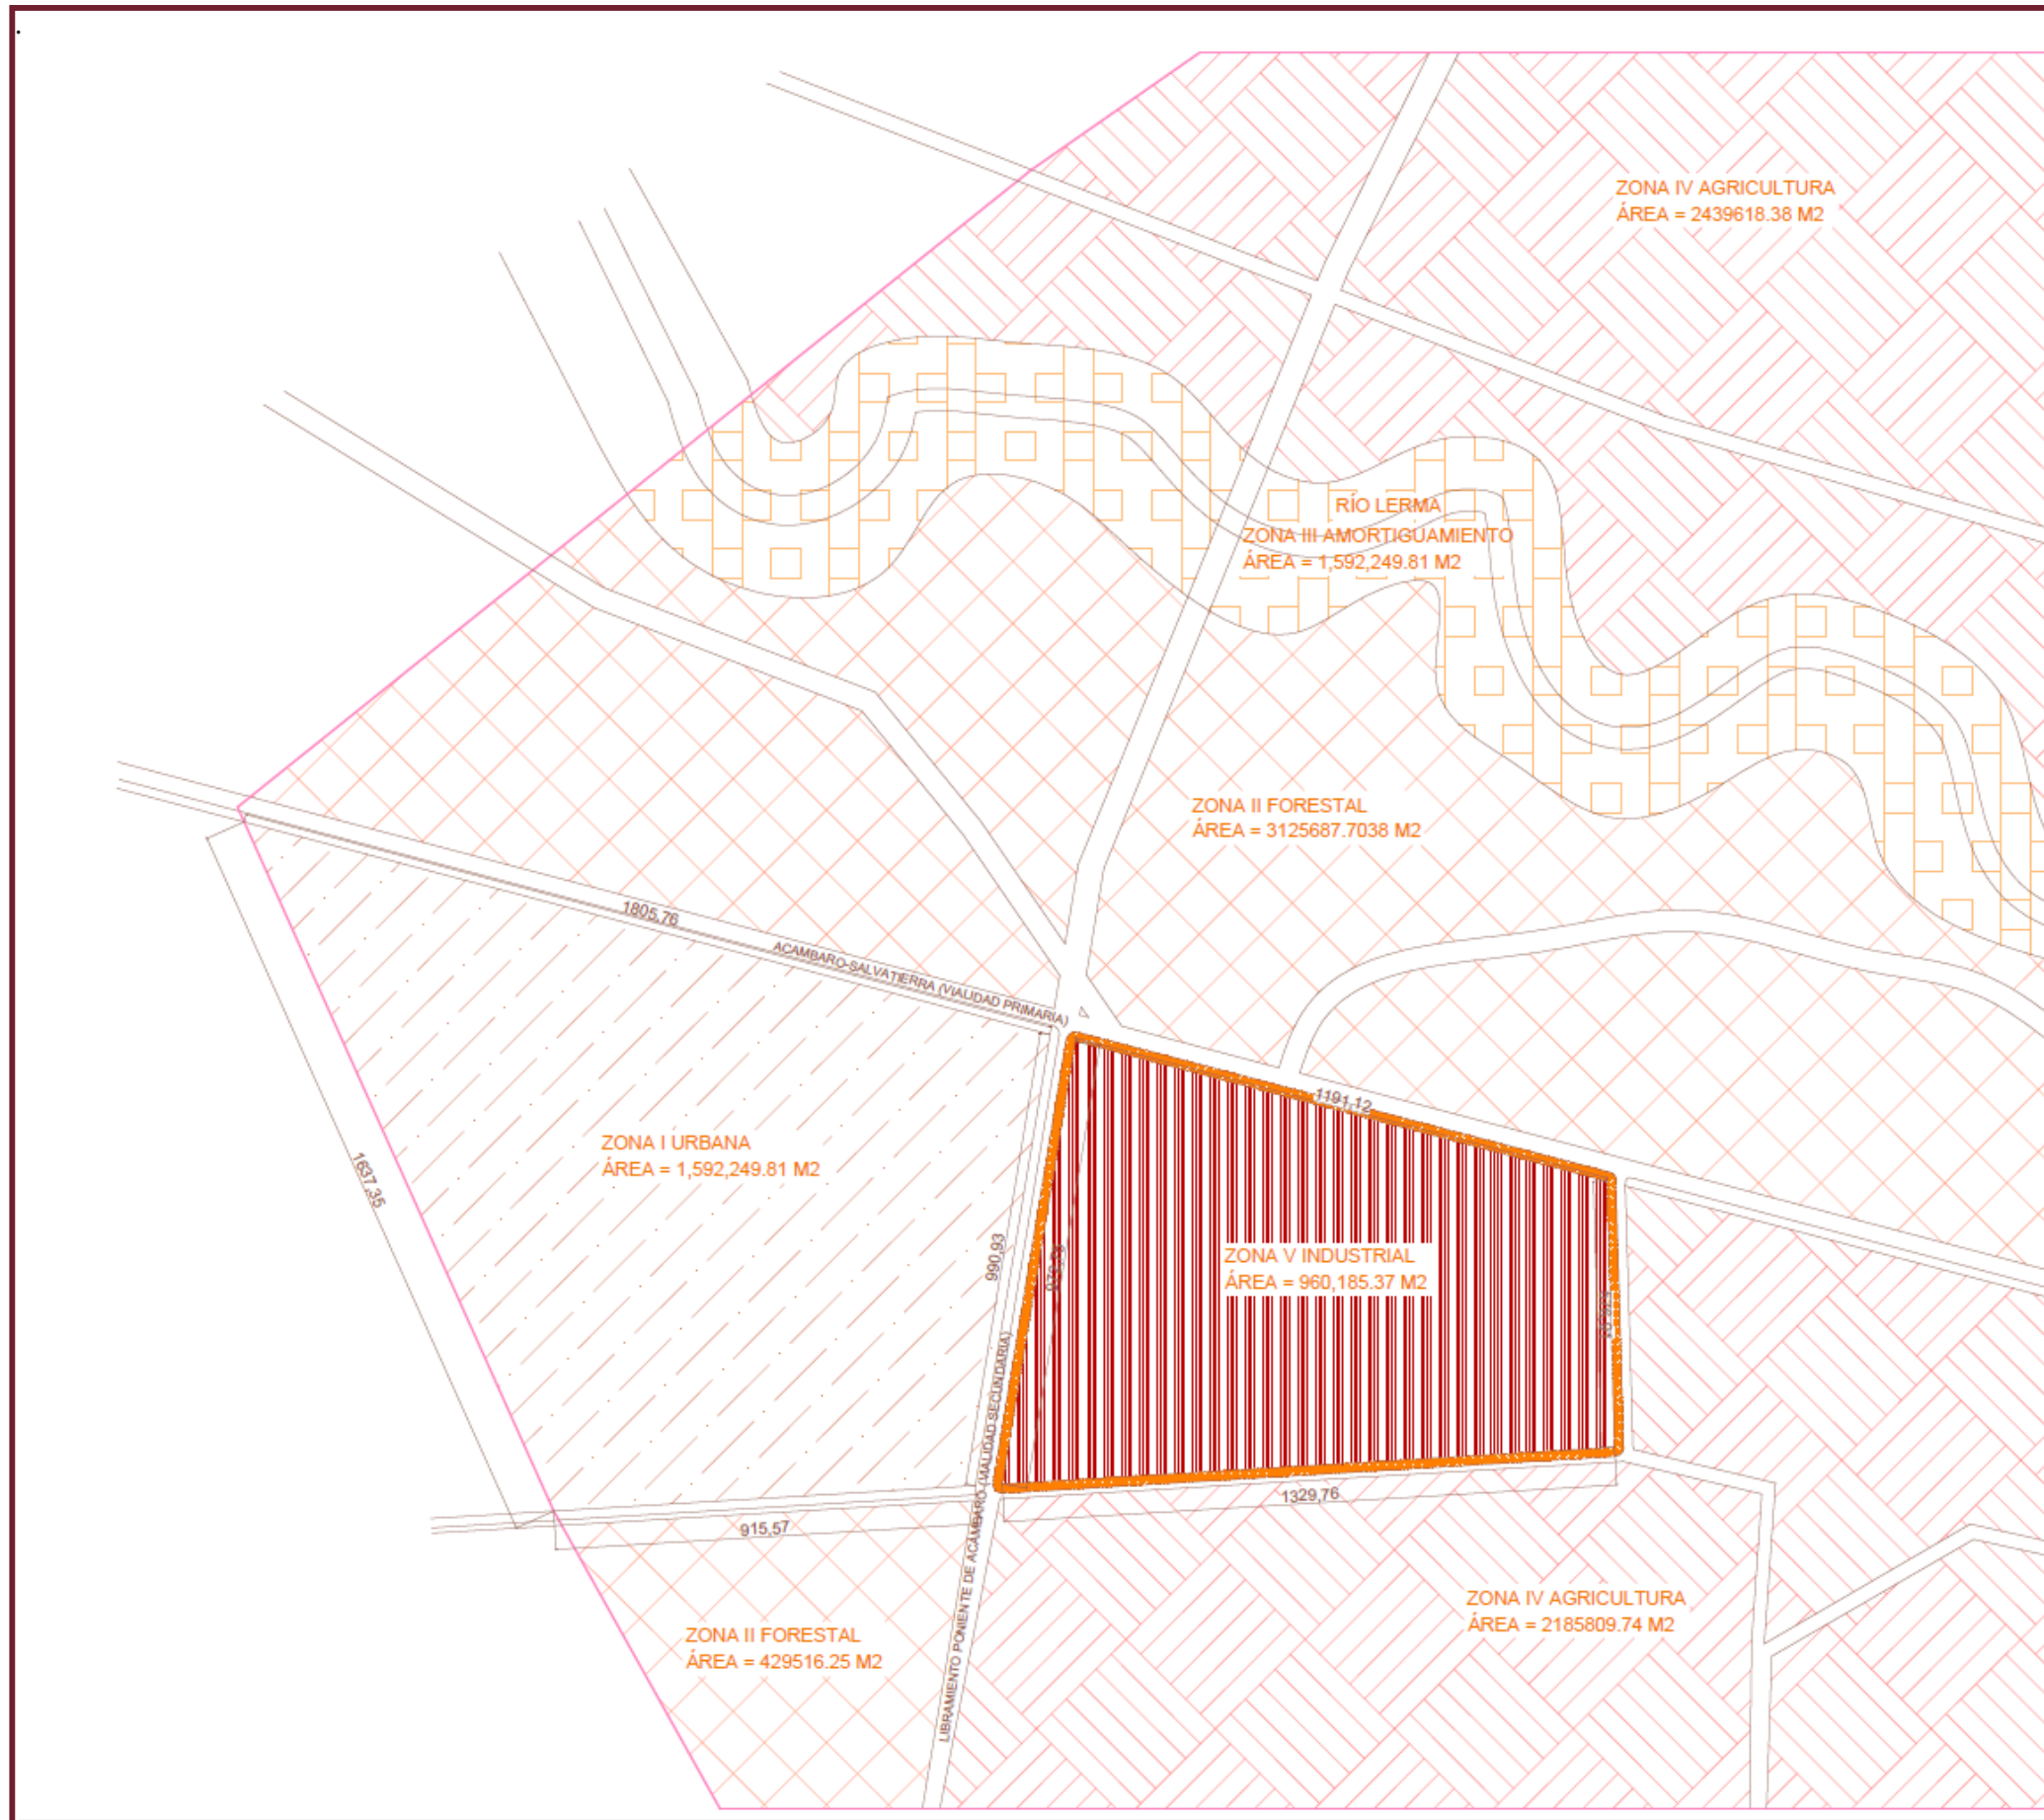 ZONA IV AGRICULTURA
ÁREA = 2439618.38 M2
RÍO LERMA
ZONA III AMORTIGUAMIENTO
ÁREA = 1,592,249.81 M2
ZONA II FORESTAL
ÁREA = 3125687.7038 M2
1805,76
ACAMBARO-SALVATIERRA (VIALIDAD PRIMARIA)
1191,12
ZONA I URBANA
ÁREA = 1,592,249.81 M2
1637,35
990,93
ZONA V INDUSTRIAL
ÁREA = 960,185.37 M2
LIBRAMIENTO PONIENTE DE ACÁMBARO (VIALIDAD SECUNDARIA)
1329,76
915,57
ZONA IV AGRICULTURA
ÁREA = 2185809.74 M2
ZONA II FORESTAL
ÁREA = 429516.25 M2